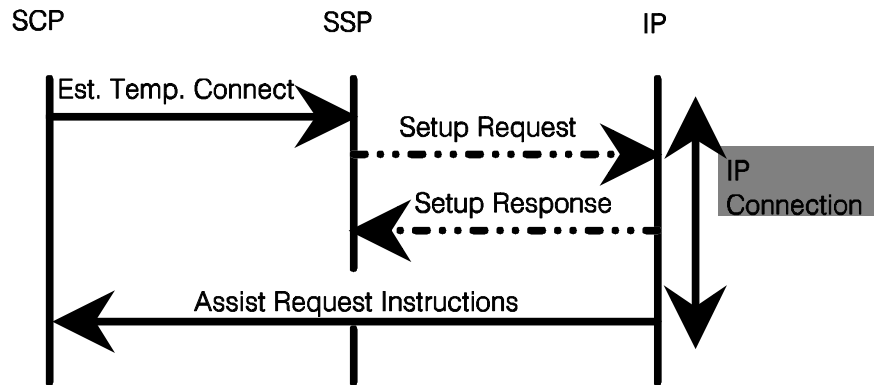 SCP
SSP
IP
Est. Temp. Connect
Setup Request
IP
Connection
Setup Response
Assist Request Instructions